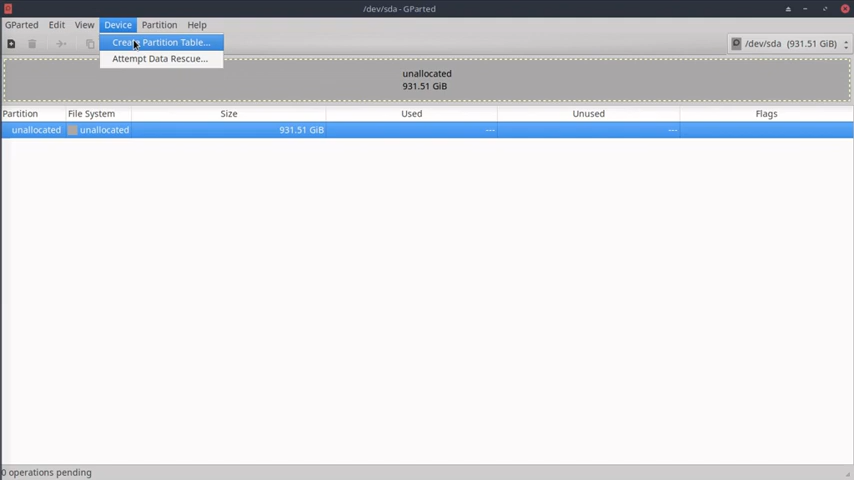 /dev/sda - GParted
GParted Edit View Device Partition Help
Create Partition Table...
/dev/sda (931.51 GiB)
Attempt Data Rescue...
unallocated
931.51 GiB
Partition File System Size Used Unused Flags
unallocated unallocated 931.51 GiB --- ---
0 operations pending